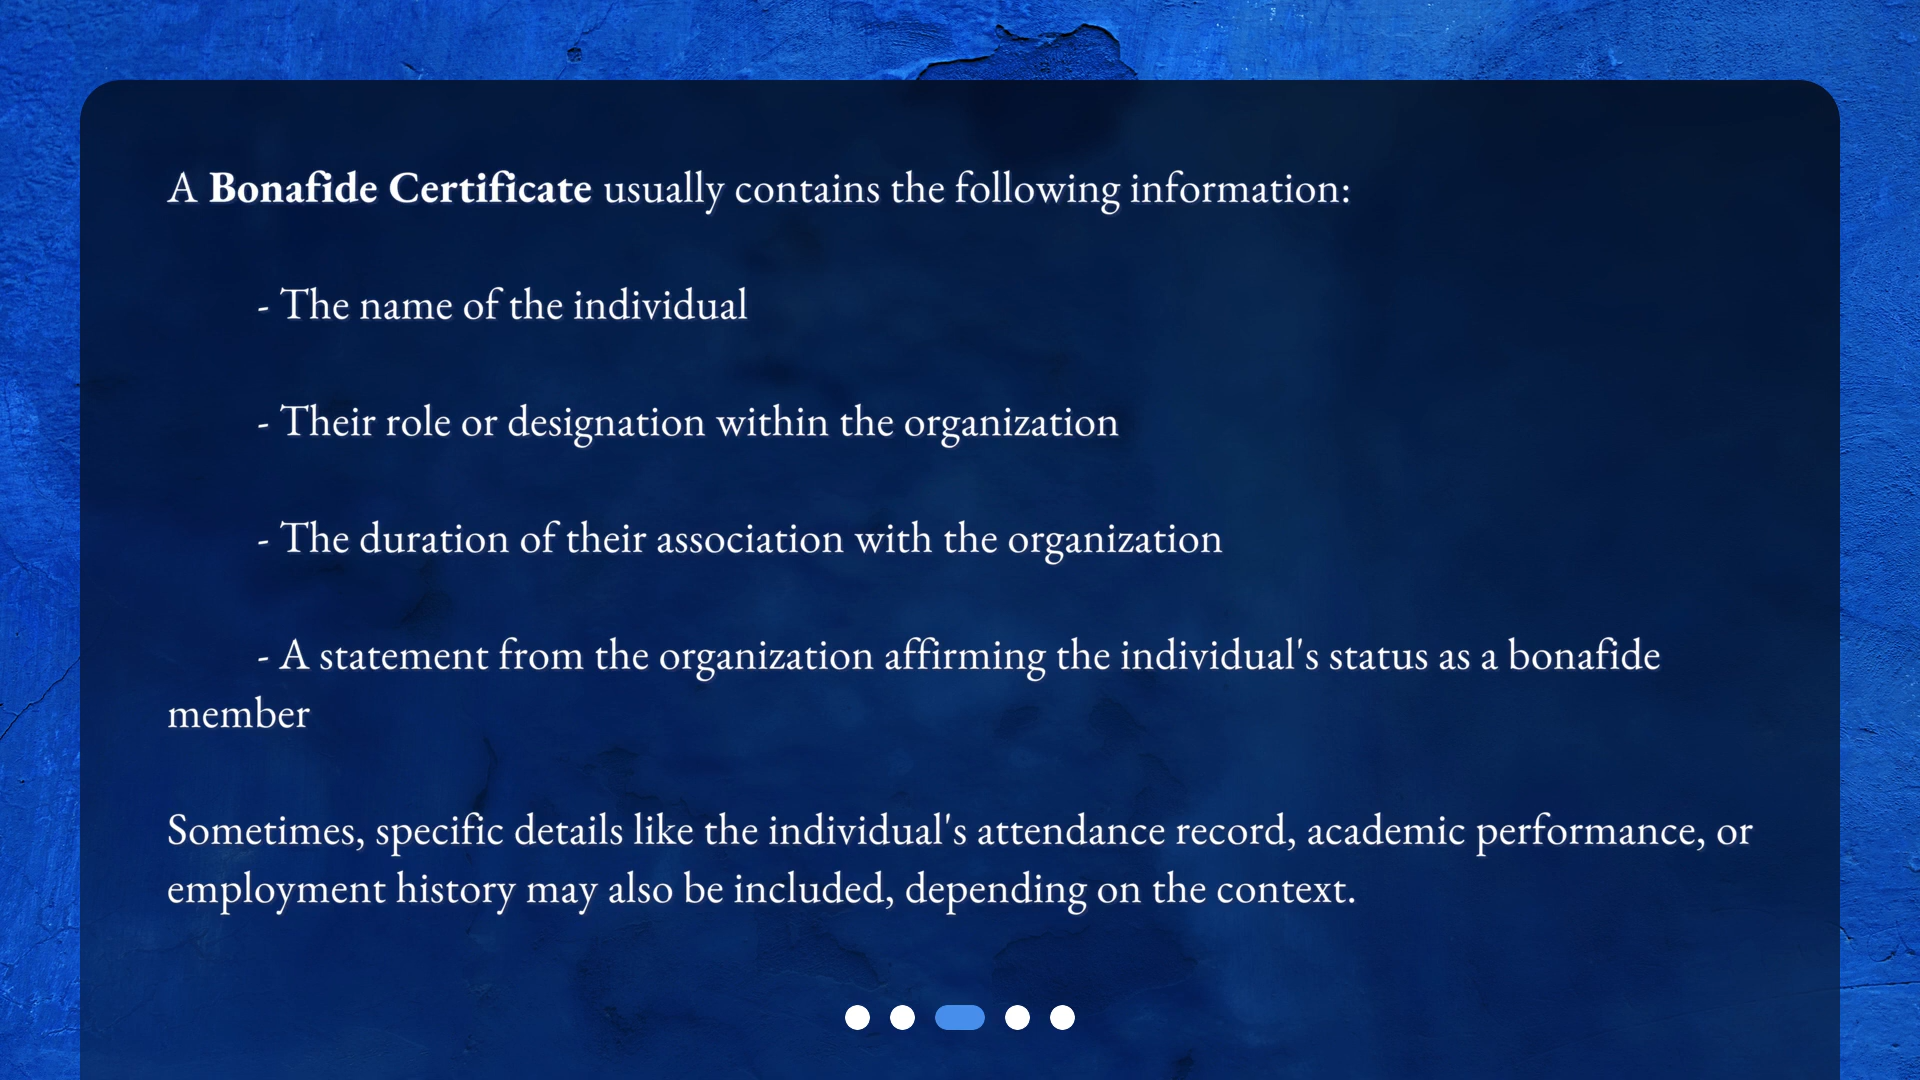 A Bonafide Certificate usually contains the following information:
- The name of the individual
- Their role or designation within the organization
- The duration of their association with the organization
- A statement from the organization affirming the individual's status as a bonafide
member
Sometimes, specific details like the individual's attendance record, academic performance, or
employment history may also be included, depending on the context.